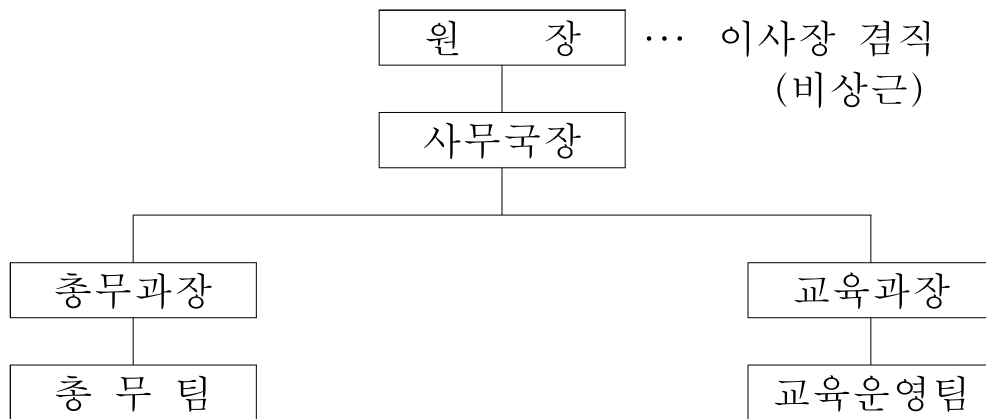 원 장 … 이사장 겸직
(비상근)
사무국장
총무과장 교육과장
총 무 팀 교육운영팀